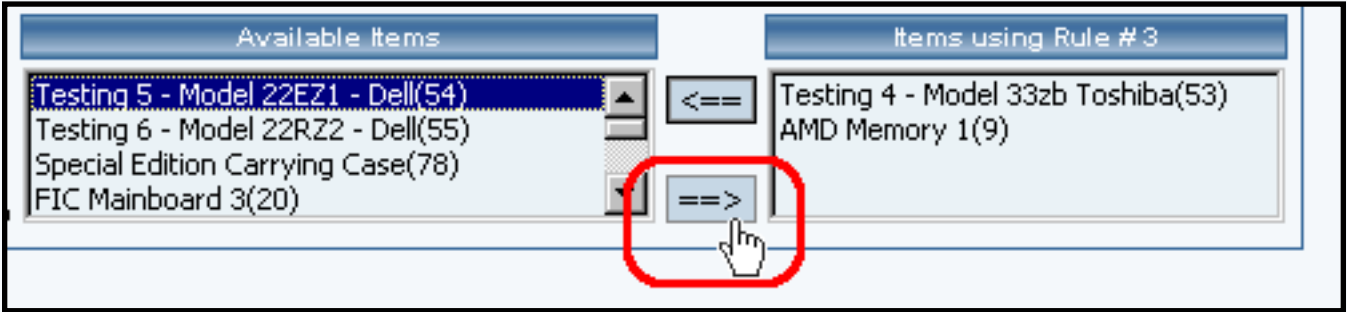 Available Items
Items using Rule # 3
Testing 5 - Model 22EZ1 - Dell(54)
Testing 6 - Model 22RZ2 - Dell(55)
Special Edition Carrying Case(78)
FIC Mainboard 3(20)
<==
==>
Testing 4 - Model 33zb Toshiba(53)
AMD Memory 1(9)